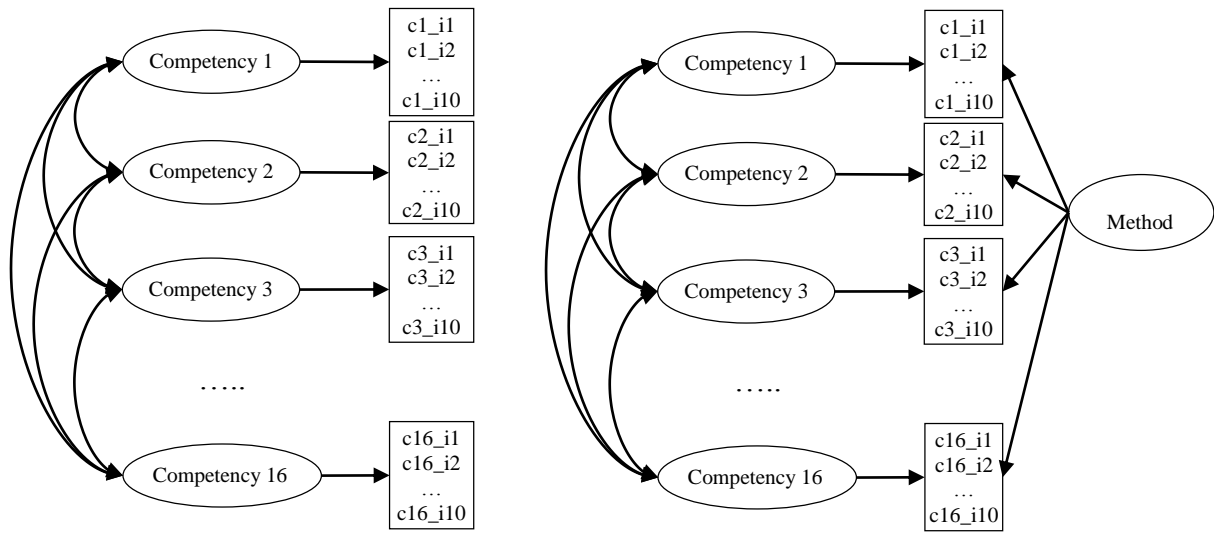 Competency 1
c1_i1
c1_i2
…
c1_i10
Competency 2
c2_i1
c2_i2
…
c2_i10
Competency 3
c3_i1
c3_i2
…
c3_i10
…..
Competency 16
c16_i1
c16_i2
…
c16_i10
Competency 1
c1_i1
c1_i2
…
c1_i10
Competency 2
c2_i1
c2_i2
…
c2_i10
Competency 3
c3_i1
c3_i2
…
c3_i10
…..
Competency 16
c16_i1
c16_i2
…
c16_i10
Method